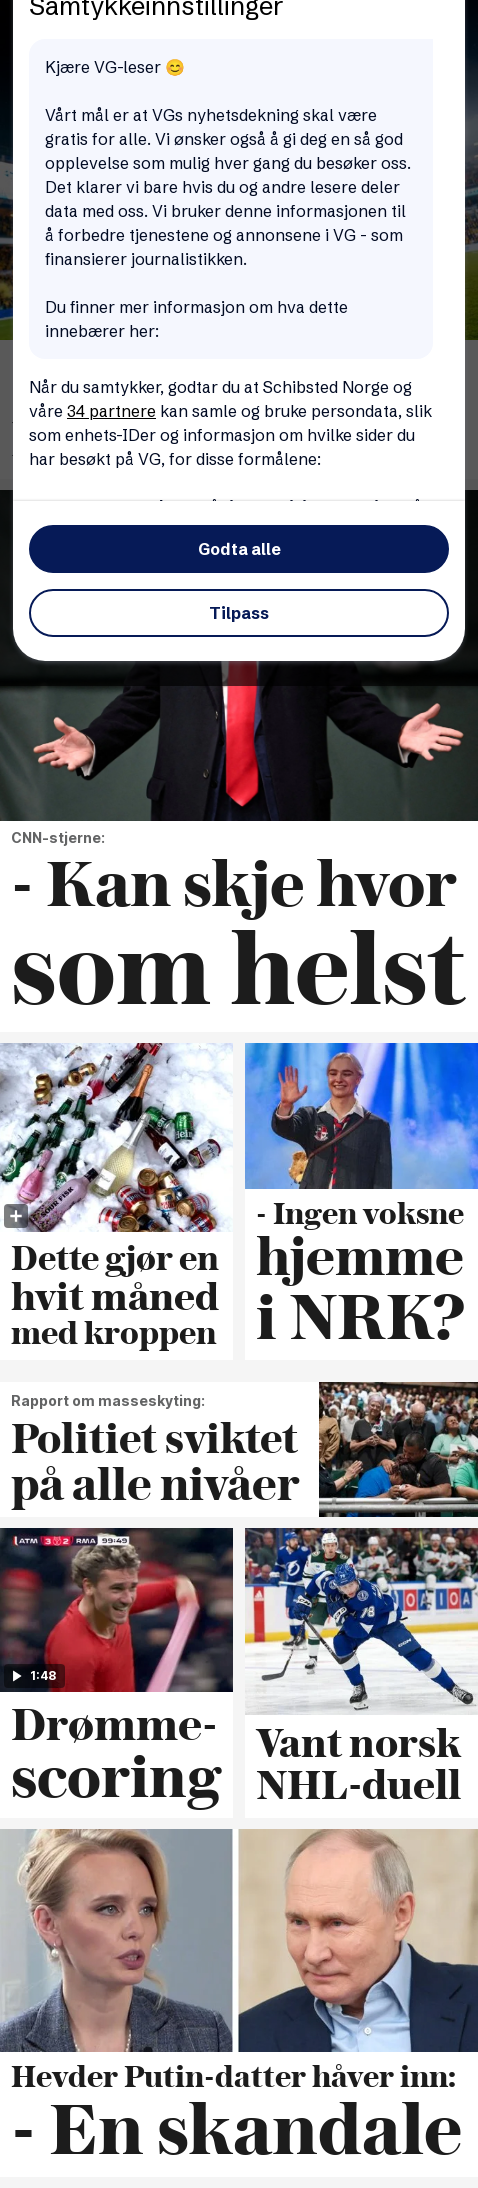 Samtykkeinnstillinger
Kjære VG-leser 😊
Vårt mål er at VGs nyhetsdekning skal være
gratis for alle. Vi ønsker også å gi deg en så god
opplevelse som mulig hver gang du besøker oss.
Det klarer vi bare hvis du og andre lesere deler
data med oss. Vi bruker denne informasjonen til
å forbedre tjenestene og annonsene i VG - som
finansierer journalistikken.
Du finner mer informasjon om hva dette
innebærer her:
Når du samtykker, godtar du at Schibsted Norge og
våre 34 partnere kan samle og bruke persondata, slik
som enhets-IDer og informasjon om hvilke sider du
har besøkt på VG, for disse formålene:
Godta alle
Tilpass
CNN-stjerne:
- Kan skje hvor
som helst
Dette gjør en
hvit måned
med kroppen
- Ingen voksne
hjemme
i NRK?
Rapport om masseskyting:
Politiet sviktet
på alle nivåer
ATM 3 2 RMA 99:49
1:48
Drømme-
scoring
78
Vant norsk
NHL-duell
Hevder Putin-datter håver inn:
- En skandale